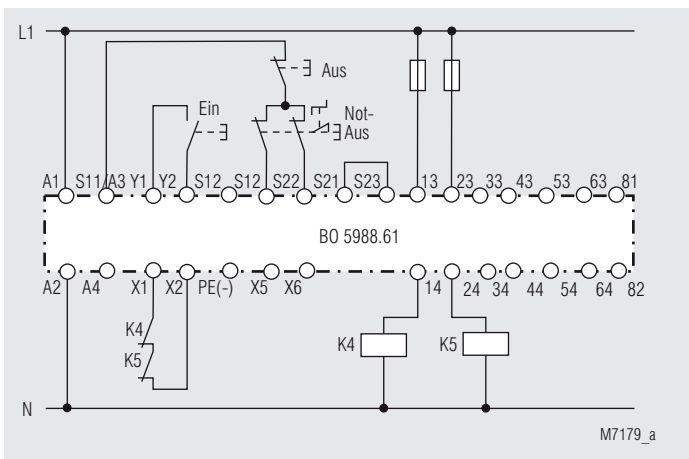 L1
Aus
Ein
Not-
Aus
A1 S11/A3 Y1 Y2 S12 S12 S22 S21 S23 13 23 33 43 53 63 81
BO 5988.61
A2 A4 X1 X2 PE(-) X5 X6 14 24 34 44 54 64 82
K4
K5
K4 K5
N
M7179_a